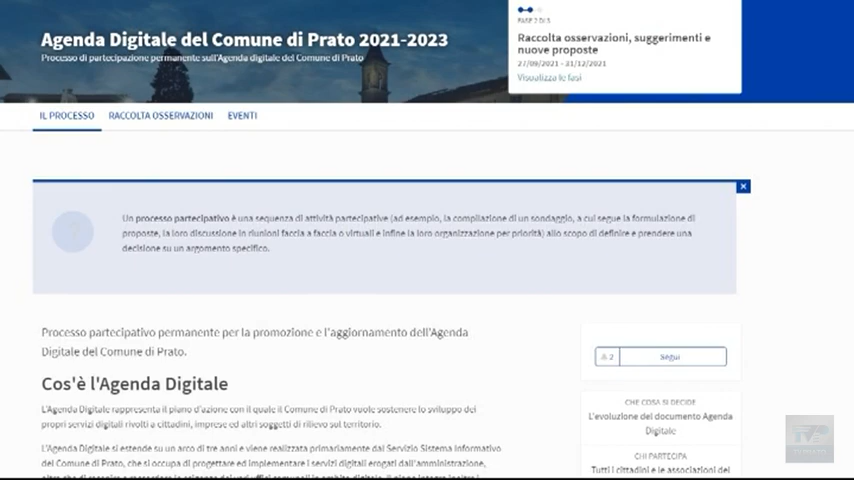 FASE 2 DI 3
Agenda Digitale del Comune di Prato 2021-2023
Processo di partecipazione permanente sull'Agenda digitale del Comune di Prato
Raccolta osservazioni, suggerimenti e
nuove proposte
27/09/2021 - 31/12/2021
Visualizza le fasi
IL PROCESSO RACCOLTA OSSERVAZIONI EVENTI
Un processo partecipativo è una sequenza di attività partecipative (ad esempio, la compilazione di un sondaggio, a cui segue la formulazione di
proposte, la loro discussione in riunioni faccia a faccia o virtuali e infine la loro organizzazione per priorità) allo scopo di definire e prendere una
decisione su un argomento specifico.
Processo partecipativo permanente per la promozione e l'aggiornamento dell'Agenda
Digitale del Comune di Prato.
Cos'è l'Agenda Digitale
L'Agenda Digitale rappresenta il piano d'azione con il quale il Comune di Prato vuole sostenere lo sviluppo dei
propri servizi digitali rivolti a cittadini, imprese ed altri soggetti di rilievo sul territorio.
L'Agenda Digitale si estende su un arco di tre anni e viene realizzata primariamente dal Servizio Sistema Informativo
del Comune di Prato, che si occupa di progettare ed implementare i servizi digitali erogati dall'amministrazione,
2 Segui
CHE COSA SI DECIDE
L'evoluzione del documento Agenda
Digitale
CHI PARTECIPA
Tutti i cittadini e le associazioni del
TV